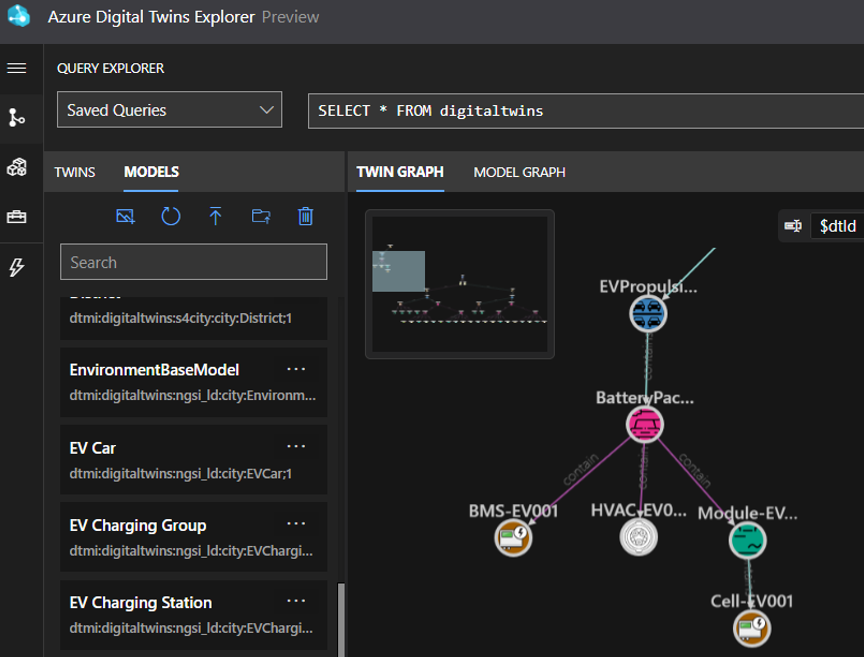 Azure Digital Twins Explorer Preview
QUERY EXPLORER
Saved Queries
SELECT * FROM digitaltwins
TWINS
MODELS
TWIN GRAPH
MODEL GRAPH
Search
$dtId
District
dtmi:digitaltwins:s4city:city:District;1
EnvironmentBaseModel
dtmi:digitaltwins:ngsi_ld:city:Environm...
EV Car
dtmi:digitaltwins:ngsi_ld:city:EVCar;1
EV Charging Group
dtmi:digitaltwins:ngsi_ld:city:EVChargi...
EV Charging Station
dtmi:digitaltwins:ngsi_ld:city:EVChargi...
EVPropulsi...
contain
BatteryPac...
contain
contain
contain
BMS-EV001
HVAC-EV0...
Module-EV...
Cell-EV001